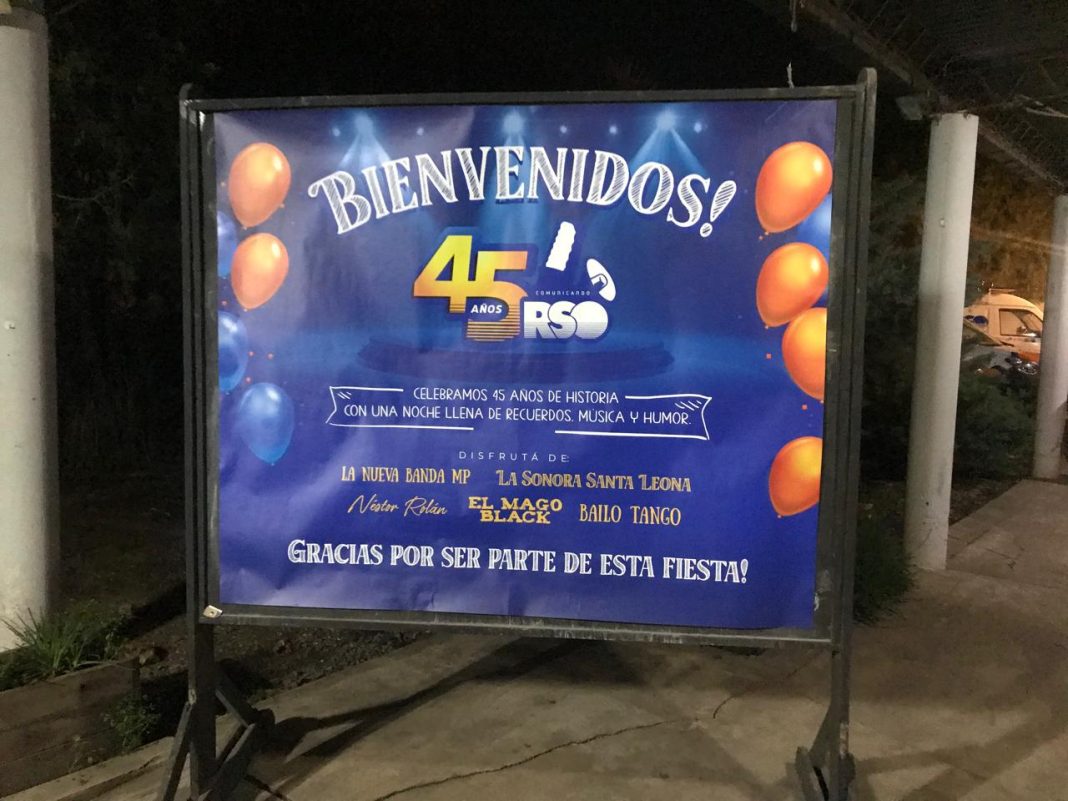 BIENVENIDOS!
45
AÑOS
COMUNICANDO
RSO
CELEBRAMOS 45 AÑOS DE HISTORIA
CON UNA NOCHE LLENA DE RECUERDOS, MÚSICA Y HUMOR.
DISFRUTÁ DE:
LA NUEVA BANDA MP LA SONORA SANTA LEONA
Néstor Rolán EL MAGO BLACK BAILO TANGO
GRACIAS POR SER PARTE DE ESTA FIESTA!